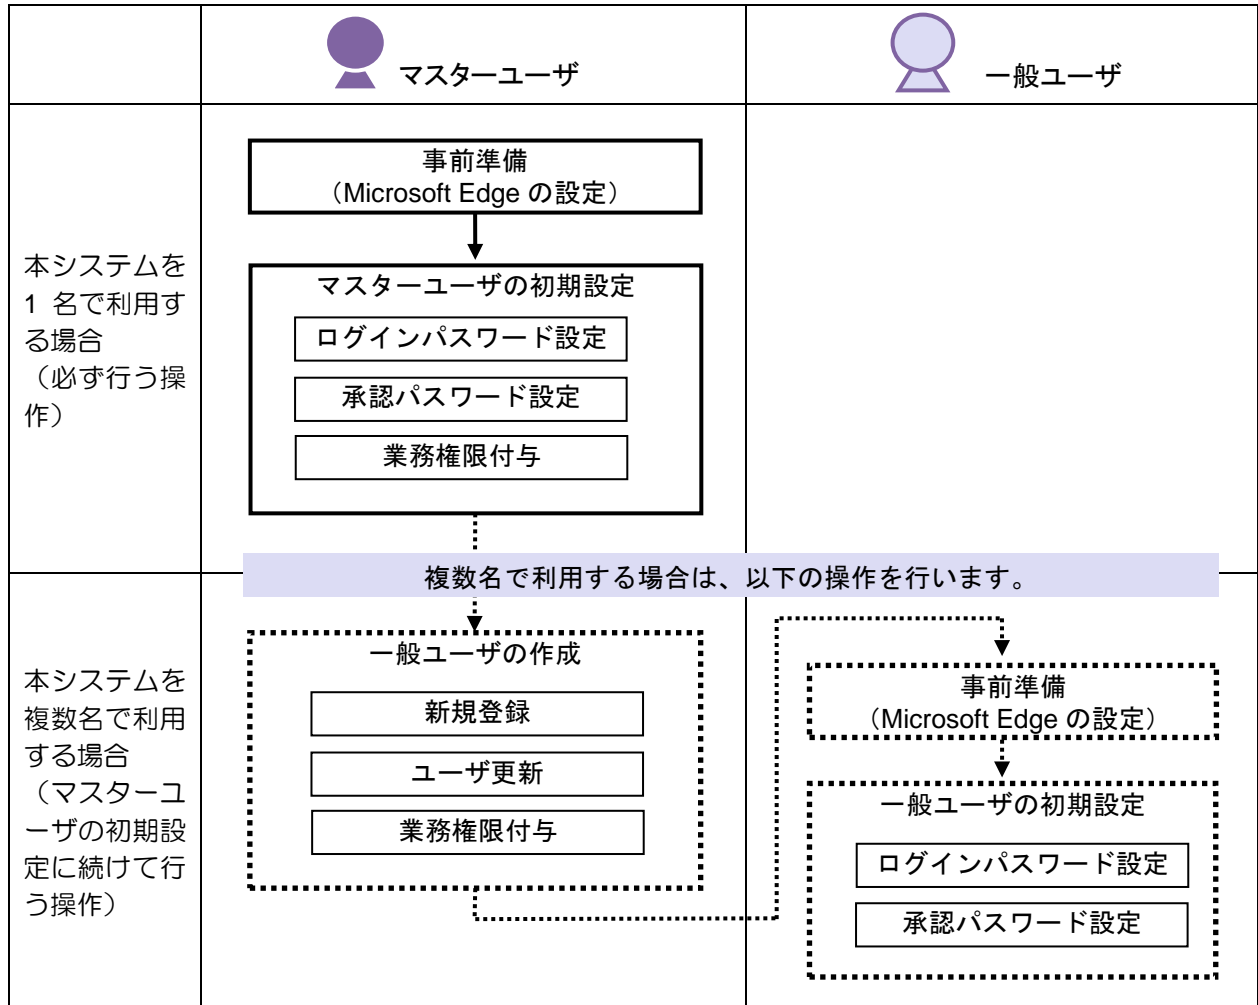 マスターユーザ
一般ユーザ
本システムを
1 名で利用す
る場合
（必ず行う操
作）
事前準備
（Microsoft Edge の設定）
マスターユーザの初期設定
ログインパスワード設定
承認パスワード設定
業務権限付与
複数名で利用する場合は、以下の操作を行います。
本システムを
複数名で利用
する場合
（マスターユ
ーザの初期設
定に続けて行
う操作）
一般ユーザの作成
新規登録
ユーザ更新
業務権限付与
事前準備
（Microsoft Edge の設定）
一般ユーザの初期設定
ログインパスワード設定
承認パスワード設定